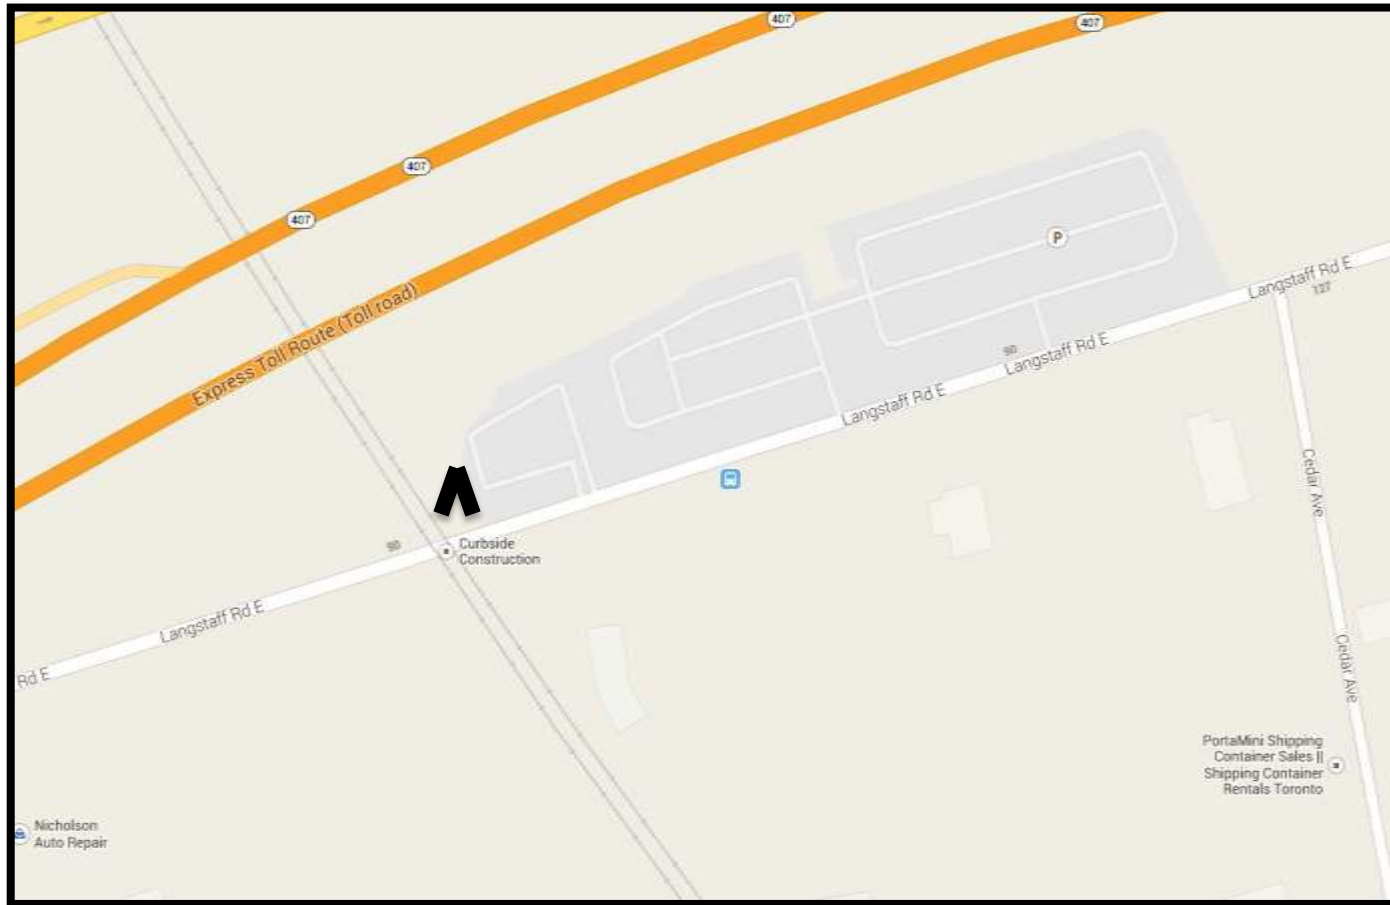 407
407
407
407
P
Express Toll Route (Toll road)
Langstaff Rd E
127
90
Langstaff Rd E
Langstaff Rd E
Cedar Ave
90
Curbside
Construction
Langstaff Rd E
Rd E
Cedar Ave
PortaMini Shipping
Container Sales ||
Shipping Container
Rentals Toronto
Nicholson
Auto Repair